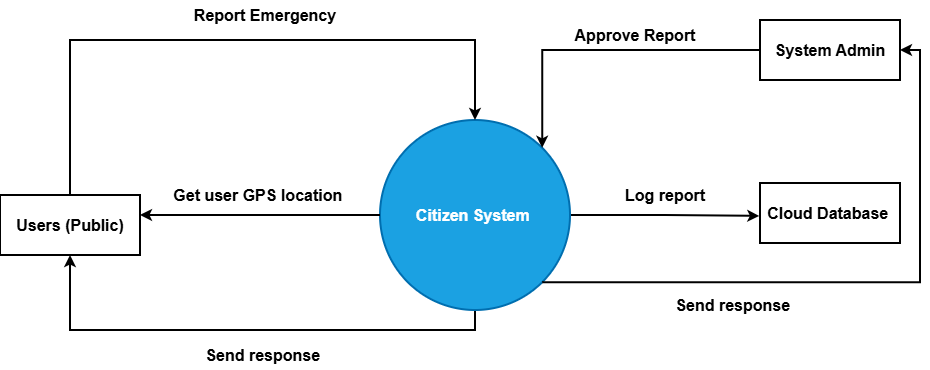 Report Emergency
Approve Report
System Admin
Get user GPS location
Log report
Users (Public)
Citizen System
Cloud Database
Send response
Send response